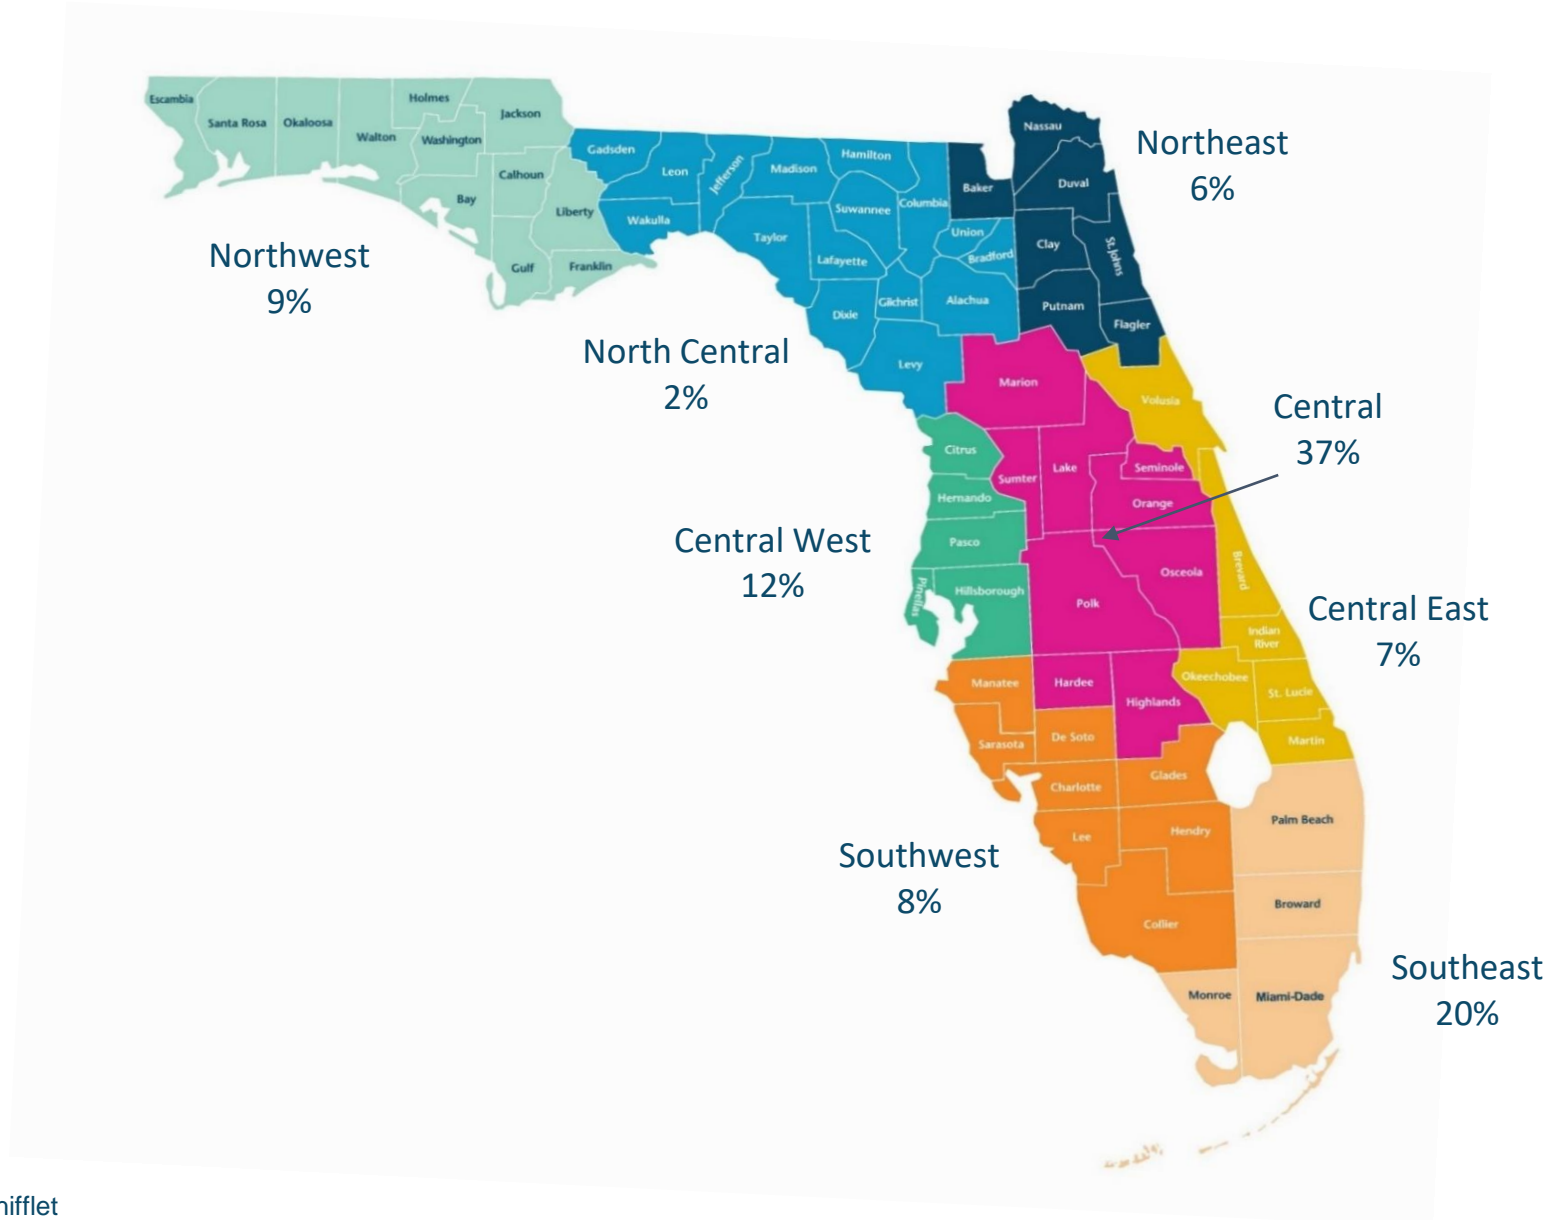 Escambia
Santa Rosa
Okaloosa
Walton
Holmes
Washington
Jackson
Bay
Calhoun
Liberty
Gulf
Franklin
Northwest
9%
Gadsden
Leon
Jefferson
Madison
Hamilton
Wakulla
Taylor
Suwannee
Columbia
Lafayette
Union
Bradford
Dixie
Gilchrist
Alachua
Levy
North Central
2%
Nassau
Baker
Duval
Clay
St. Johns
Putnam
Flagler
Northeast
6%
Marion
Volusia
Central
37%
Citrus
Sumter
Lake
Seminole
Hernando
Orange
Pasco
Central West
12%
Pinellas
Hillsborough
Polk
Osceola
Brevard
Central East
7%
Indian
River
Okeechobee
St. Lucie
Martin
Manatee
Hardee
Highlands
Sarasota
De Soto
Charlotte
Glades
Lee
Hendry
Collier
Southwest
8%
Palm Beach
Broward
Monroe
Miami-Dade
Southeast
20%
nifflet